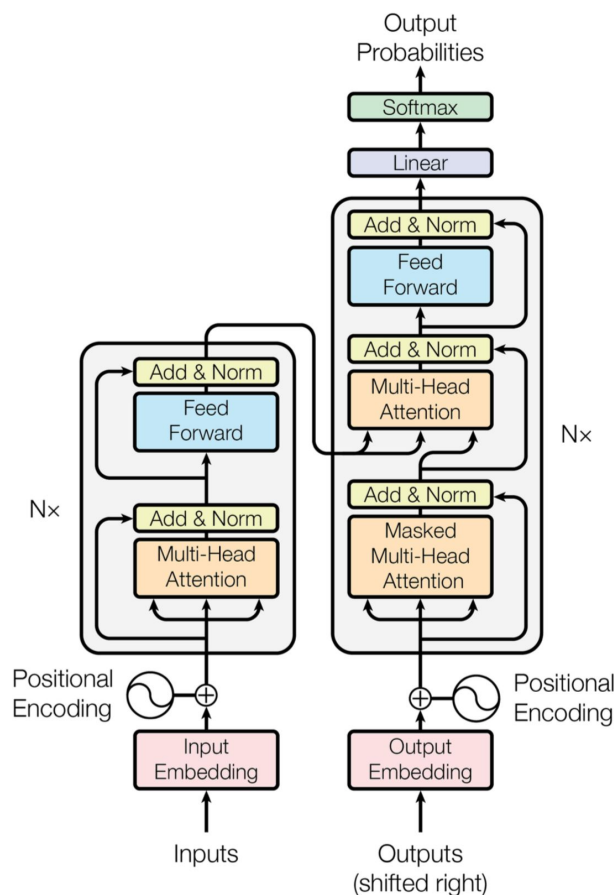 Output
Probabilities
Softmax
Linear
Add & Norm
Feed
Forward
Add & Norm
Multi-Head
Attention
Nx
Add & Norm
Masked
Multi-Head
Attention
Add & Norm
Feed
Forward
Nx
Add & Norm
Multi-Head
Attention
Positional
Encoding
Positional
Encoding
Input
Embedding
Output
Embedding
Inputs
Outputs
(shifted right)